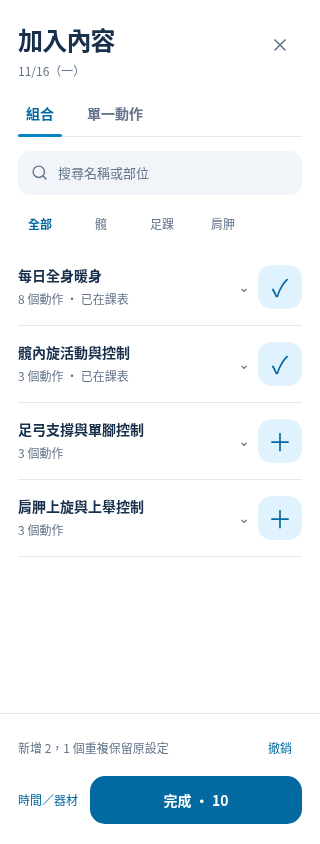 加入內容
11/16（一）
組合
單一動作
搜尋名稱或部位
全部
髖
足踝
肩胛
每日全身暖身
8 個動作 · 已在課表
髖內旋活動與控制
3 個動作 · 已在課表
足弓支撐與單腳控制
3 個動作
肩胛上旋與上舉控制
3 個動作
新增 2，1 個重複保留原設定
撤銷
時間／器材
完成 · 10